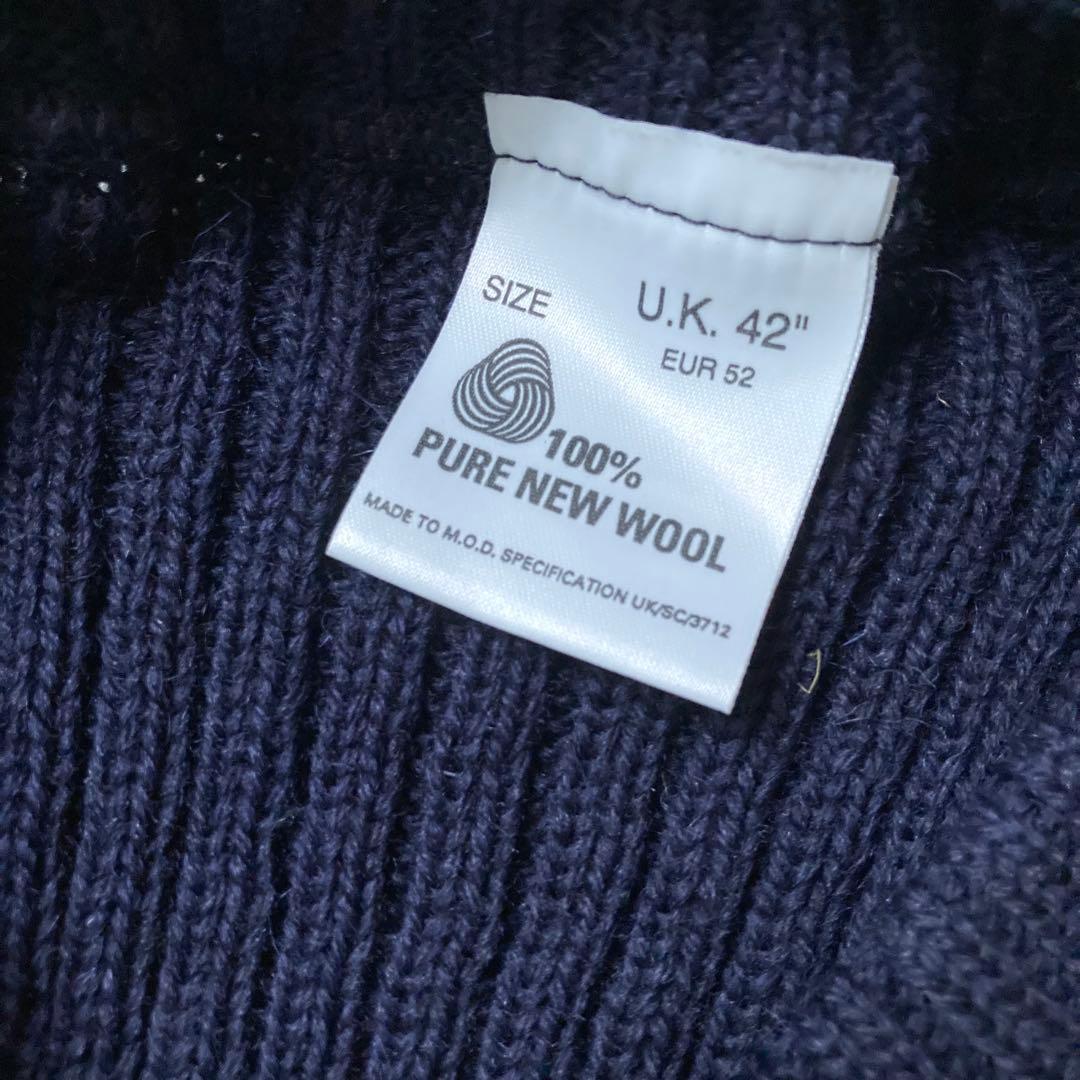 SIZE U.K. 42"
EUR 52
100%
PURE NEW WOOL
MADE TO M.O.D. SPECIFICATION UK/SC/3712